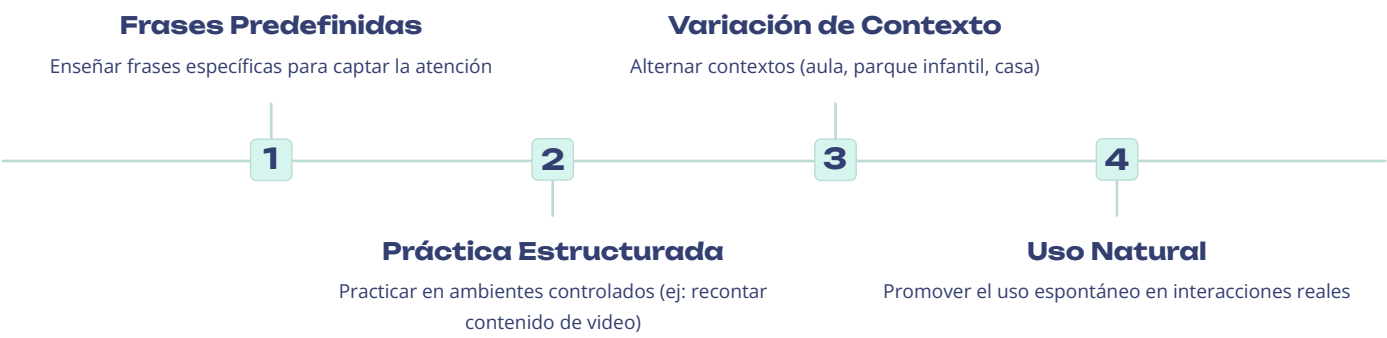 Frases Predefinidas
Enseñar frases específicas para captar la atención
1
Práctica Estructurada
Practicar en ambientes controlados (ej: recontar
contenido de video)
2
Variación de Contexto
Alternar contextos (aula, parque infantil, casa)
3
Uso Natural
Promover el uso espontáneo en interacciones reales
4